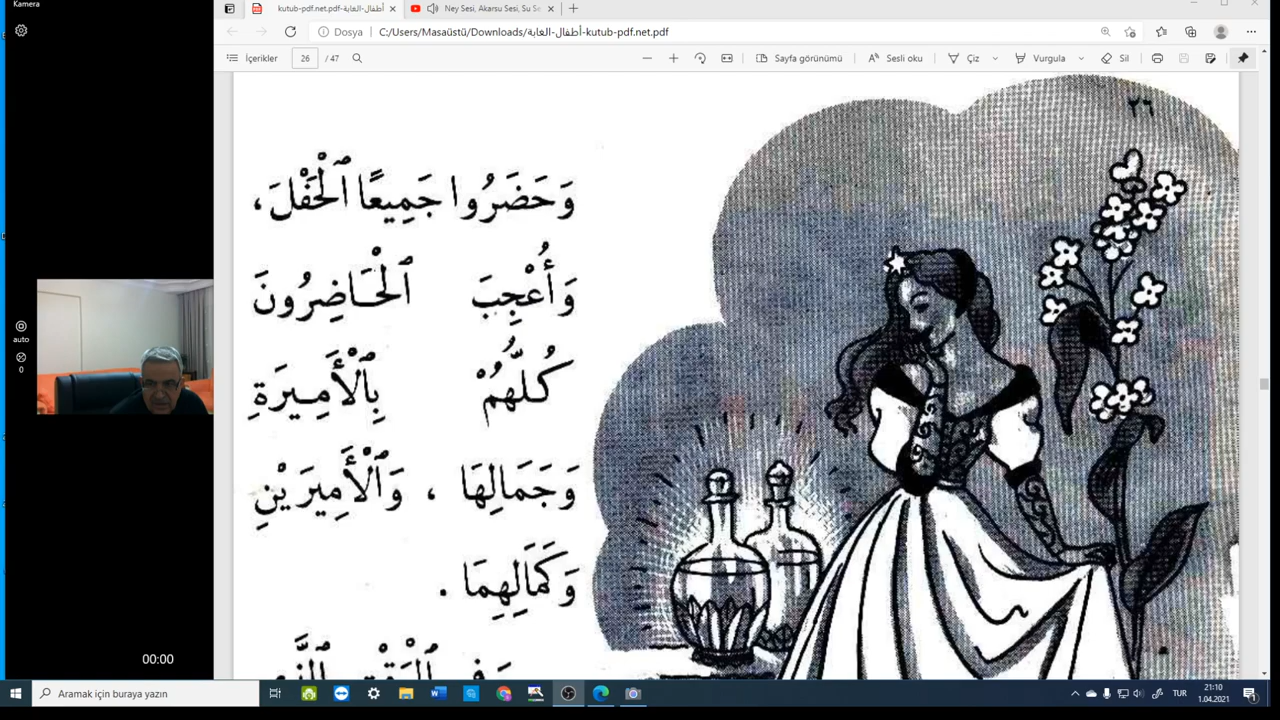 Kamera
أطفال-الغابة-kutub-pdf.net.pdf
Ney Sesi, Akarsu Sesi, Su Se
Dosya
C:/Users/Masaüstü/Downloads/أطفال-الغابة-kutub-pdf.net.pdf
İçerikler
26
/ 47
Sayfa görünümü
Sesli oku
Çiz
Vurgula
Sil
٢٦
وَحَضَرُوا جَمِيعًا ٱلْحَفْلَ،
وَأُعْجِبَ ٱلْحَاضِرُونَ
كُلُّهُمْ بِٱلْأَمِيرَةِ
وَجَمَالِهَا ، وَٱلْأَمِيرَيْنِ
وَكَمَالِهِمَا .
auto
0
00:00
Aramak için buraya yazın
TUR
21:10
1.04.2021
1